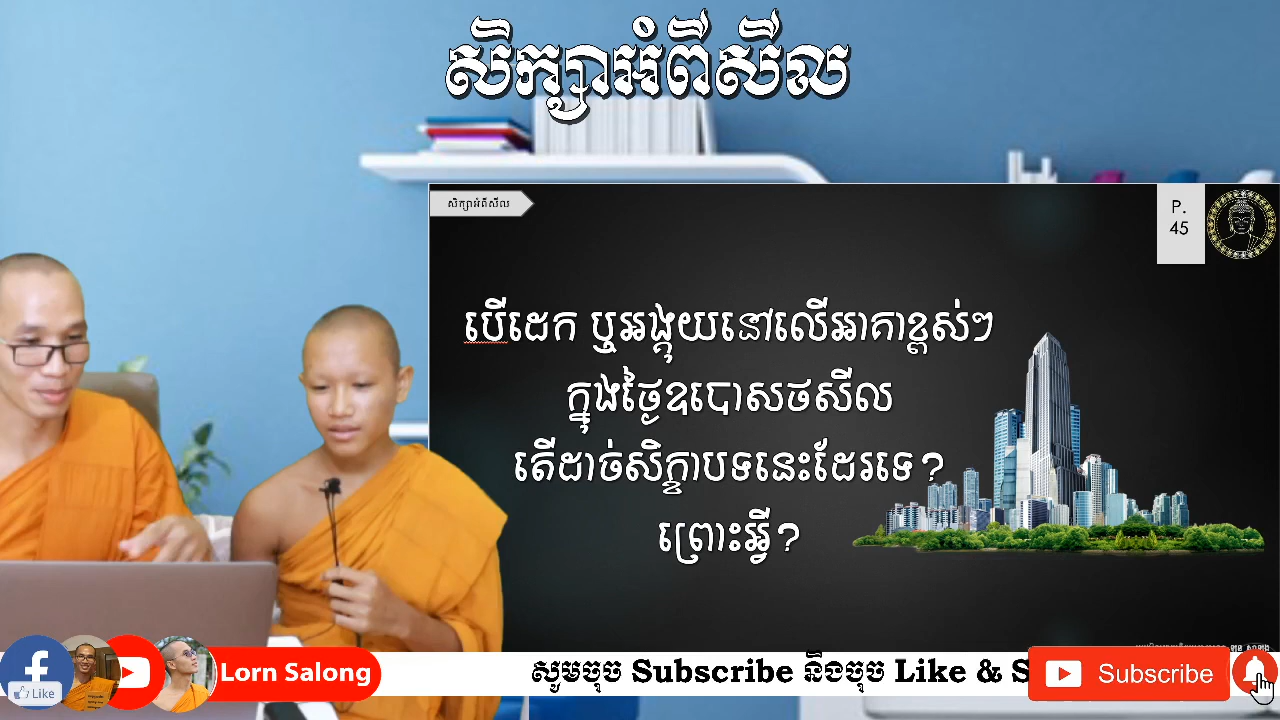 សិក្សាអំពីសីល
សិក្សាអំពីសីល
P.
45
បើដេក ឬអង្គុយនៅលើអាគាខ្ពស់ៗ
ក្នុងថ្ងៃឧបោសថសីល
តើដាច់សិក្ខាបទនេះដែរទេ?
ព្រោះអ្វី?
Like
Lorn Salong
សូមចុច Subscribe និងចុច Like & S
Subscribe